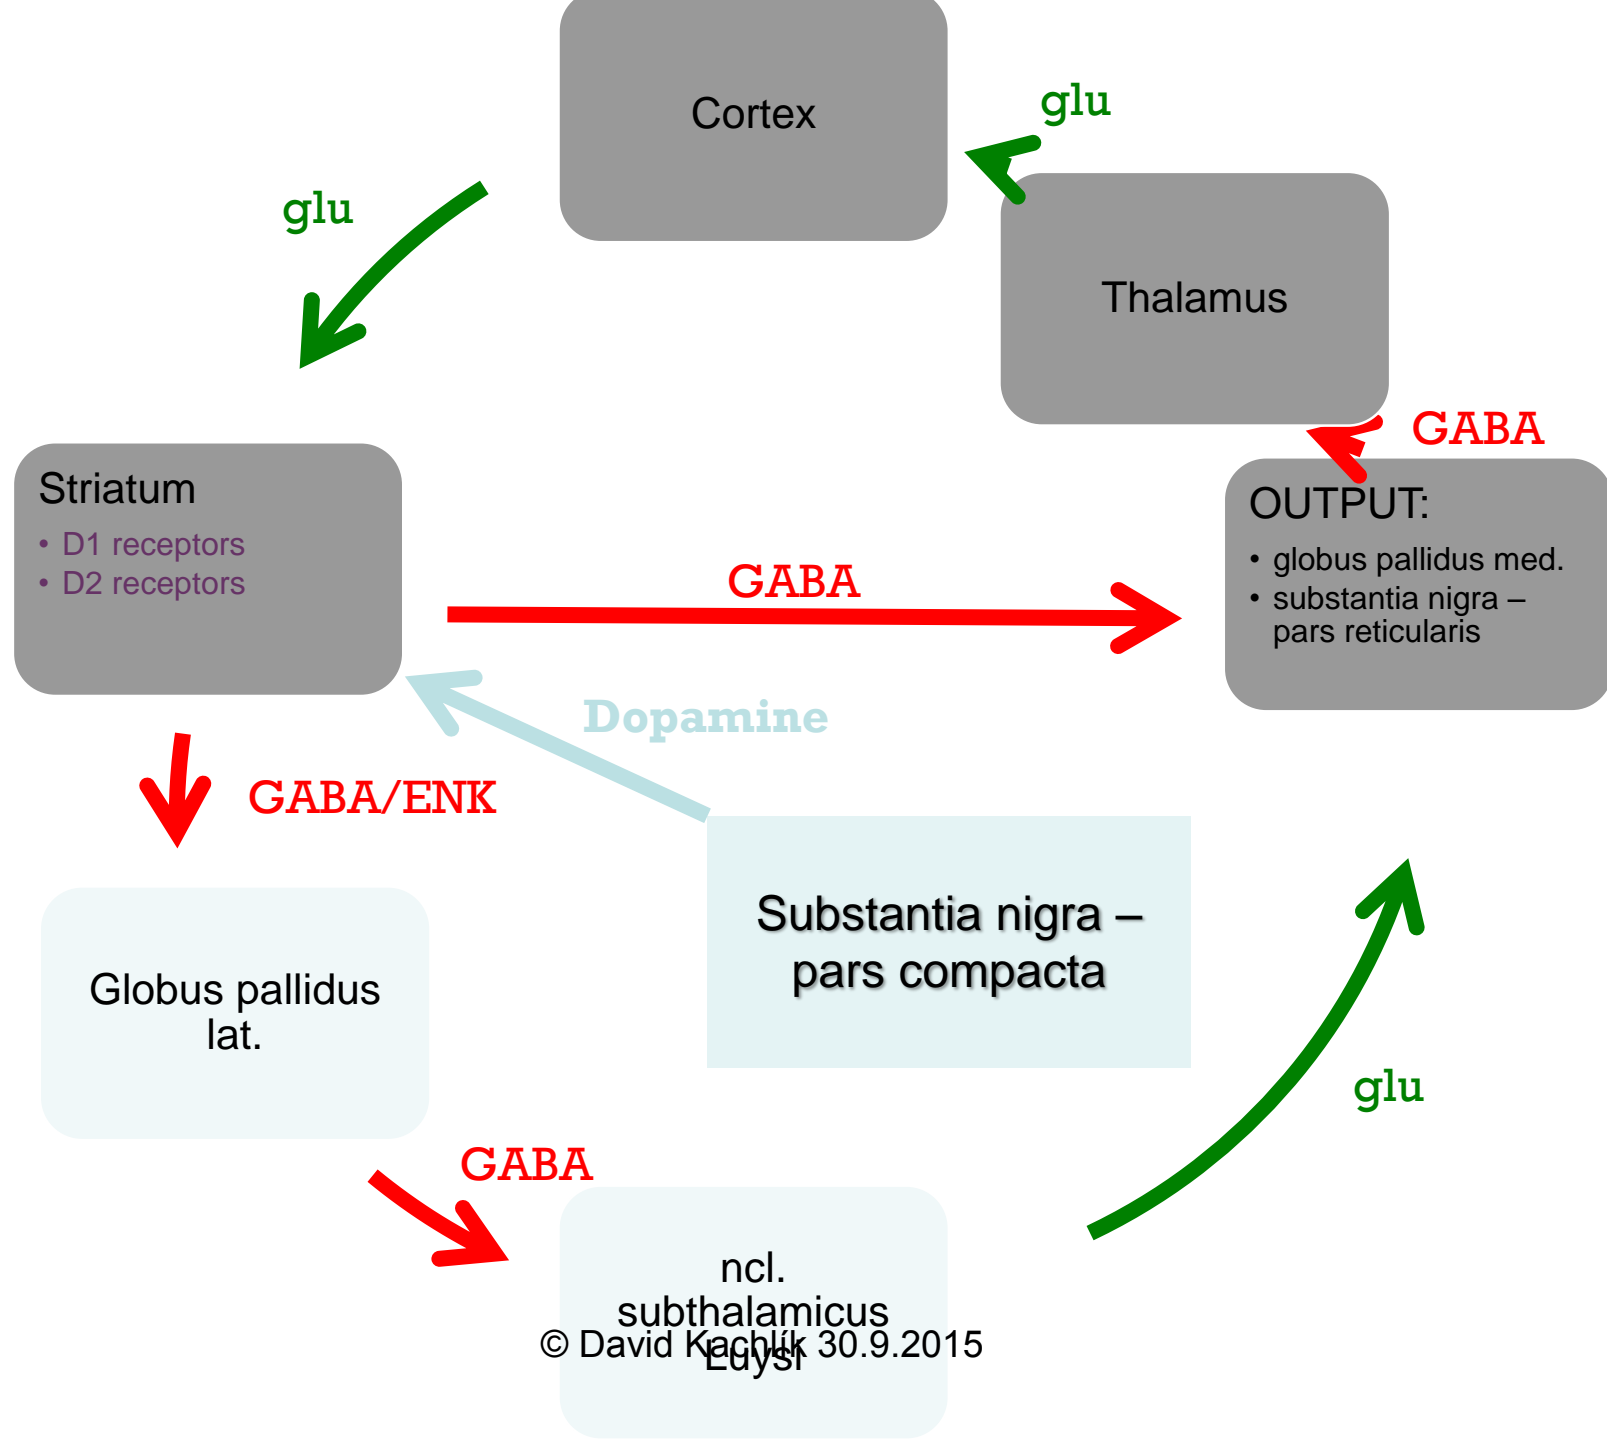 Cortex
glu
glu
Thalamus
GABA
Striatum
• D1 receptors
• D2 receptors
OUTPUT:
• globus pallidus med.
• substantia nigra –
pars reticularis
GABA
Dopamine
GABA/ENK
Substantia nigra –
pars compacta
Globus pallidus
lat.
glu
GABA
ncl.
subthalamicus
Luysi
© David Kachlík 30.9.2015